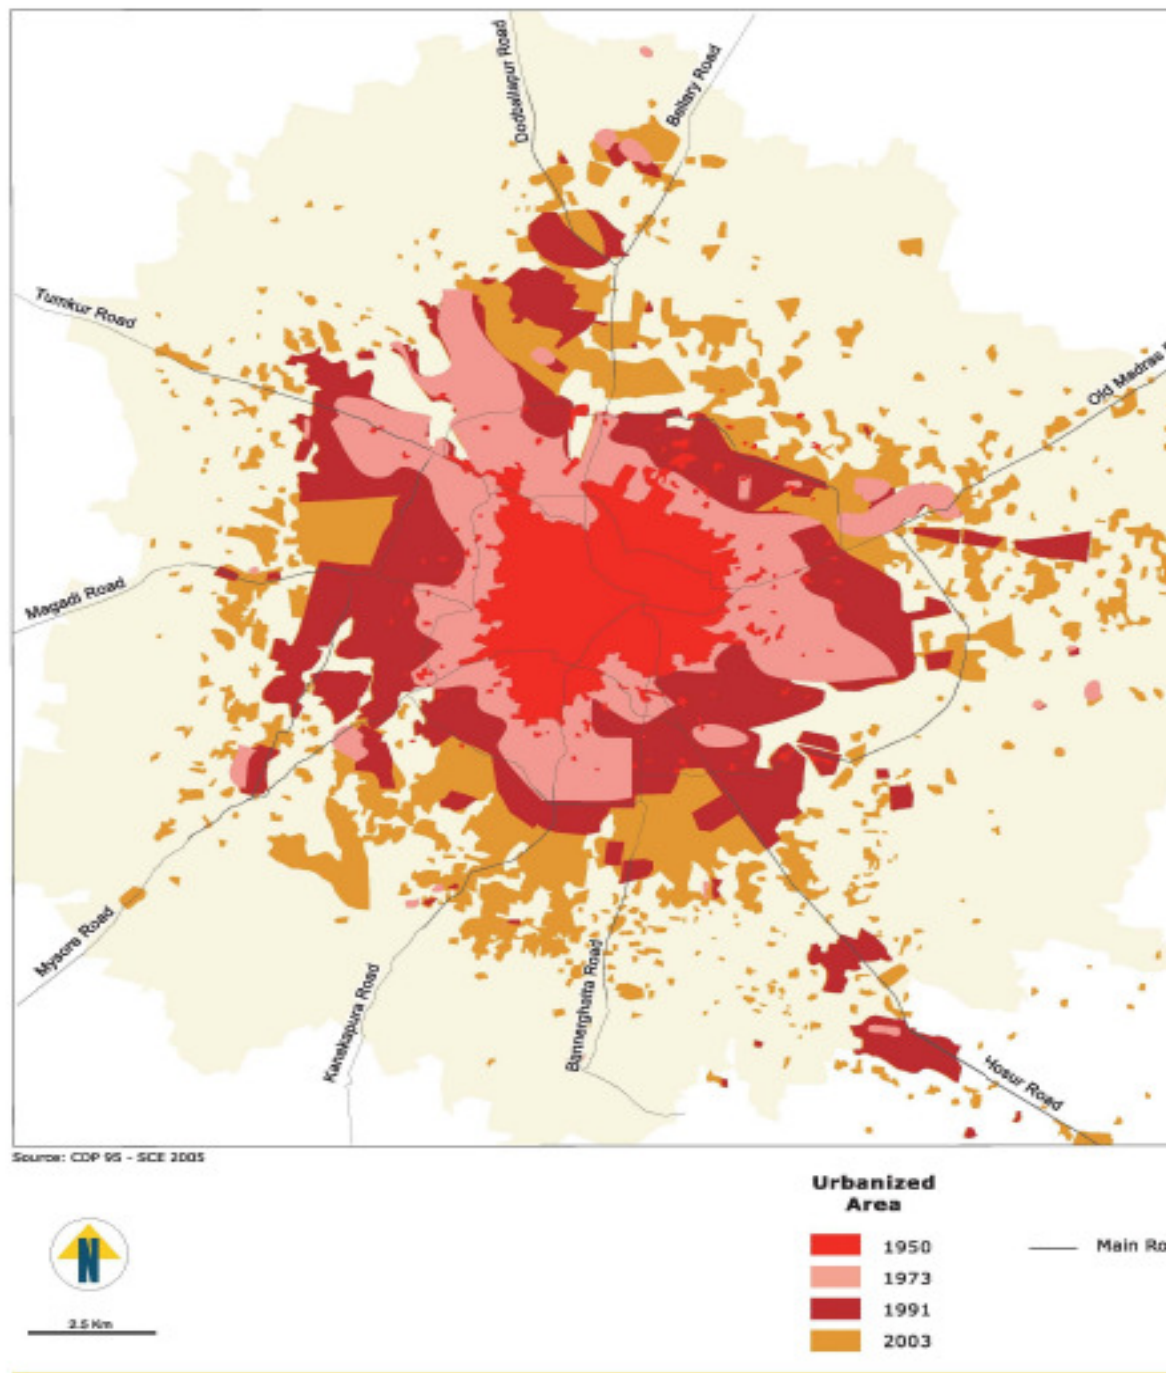 Dodballapur Road
Bellary Road
Tumkur Road
Old Madras
Magadi Road
Mysore Road
Kanakapura Road
Bannerghatta Road
Hosur Road
Source: CDP 95 - SCE 2005
Urbanized
Area
1950
1973
1991
2003
Main Ro
N
2.5 Km